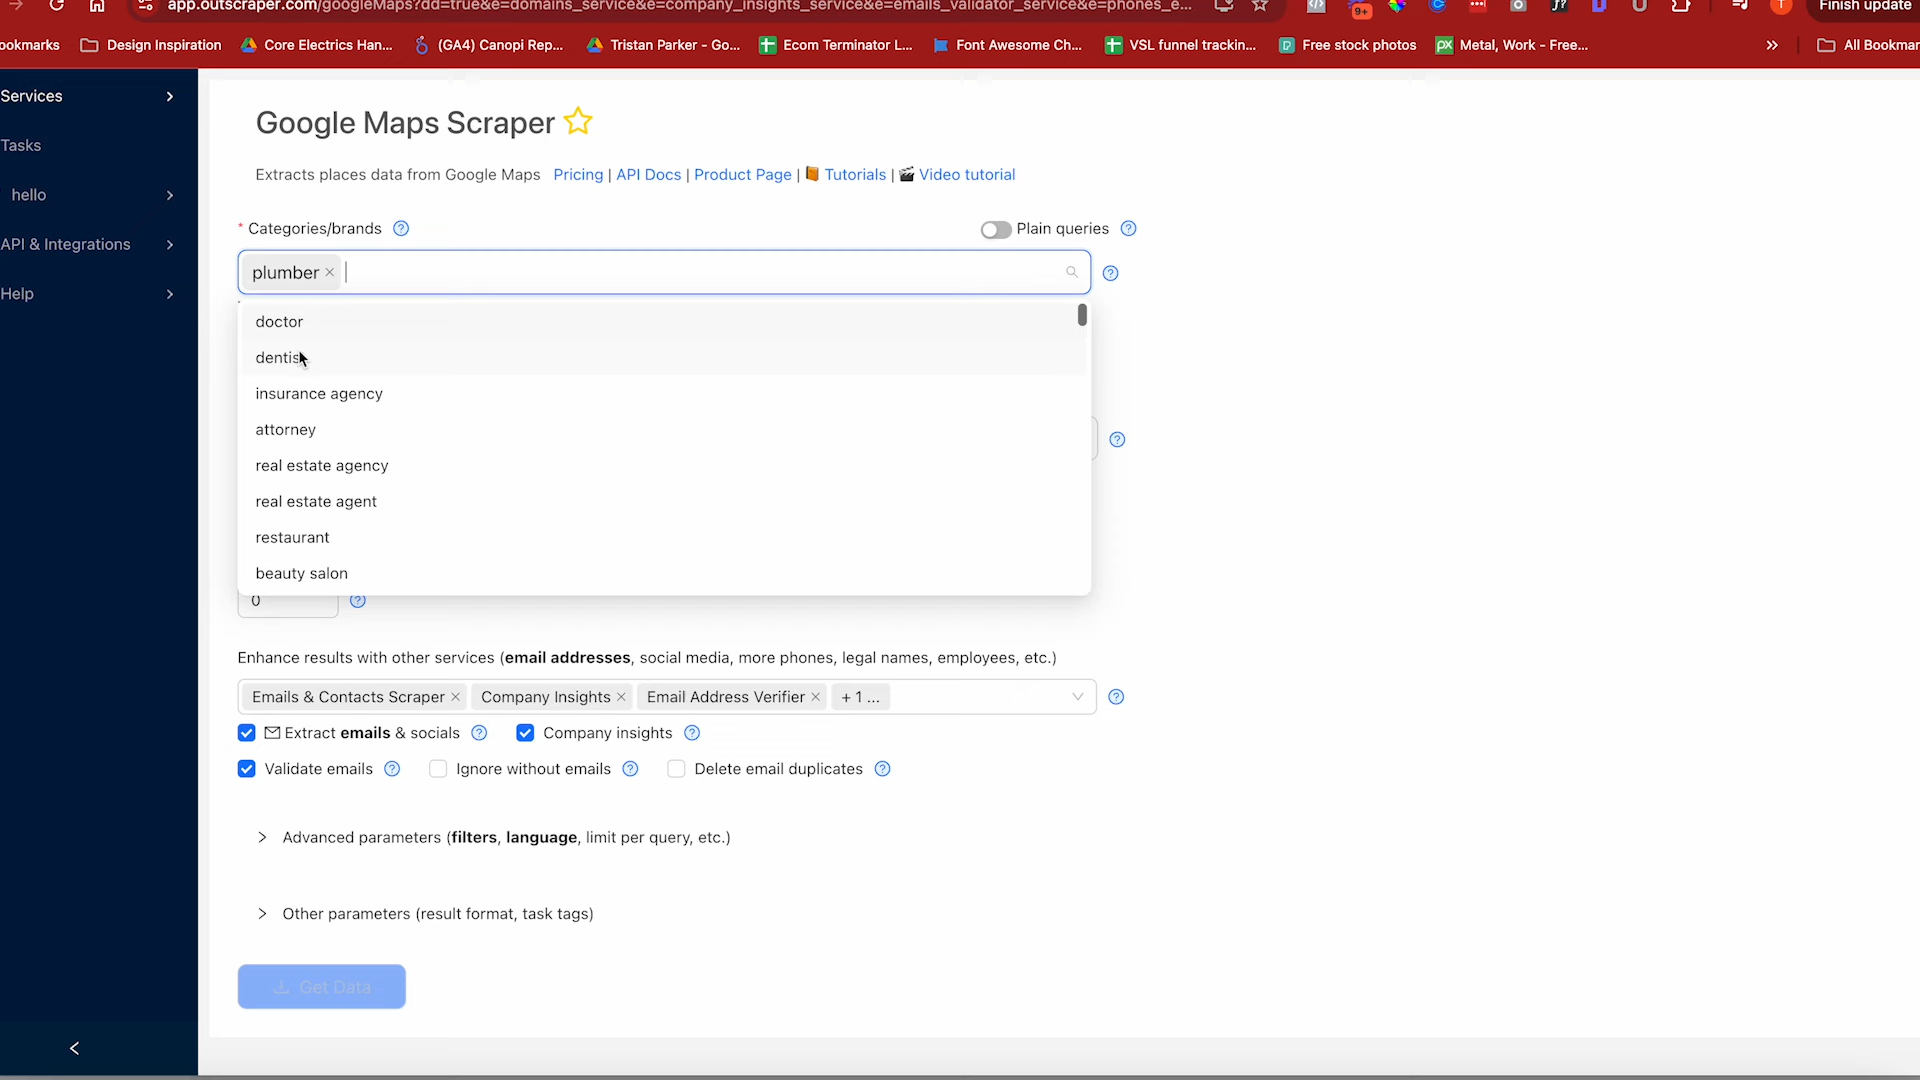 app.outscraper.com/googleMaps?dd=true&e=domains_service&e=company_insights_service&e=emails_validator_service&e=phones_e...
9+
T
Finish update
ookmarks
Design Inspiration
Core Electrics Han...
(GA4) Canopi Rep...
Tristan Parker - Go...
Ecom Terminator L...
Font Awesome Ch...
VSL funnel trackin...
Free stock photos
Metal, Work - Free...
All Bookmar
Services
Tasks
hello
API & Integrations
Help
Google Maps Scraper
Extracts places data from Google Maps Pricing | API Docs | Product Page | Tutorials | Video tutorial
* Categories/brands
Plain queries
plumber
doctor
dentis
insurance agency
attorney
real estate agency
real estate agent
restaurant
beauty salon
0
Enhance results with other services (email addresses, social media, more phones, legal names, employees, etc.)
Emails & Contacts Scraper
Company Insights
Email Address Verifier
+ 1 ...
Extract emails & socials
Company insights
Validate emails
Ignore without emails
Delete email duplicates
Advanced parameters (filters, language, limit per query, etc.)
Other parameters (result format, task tags)
Get Data